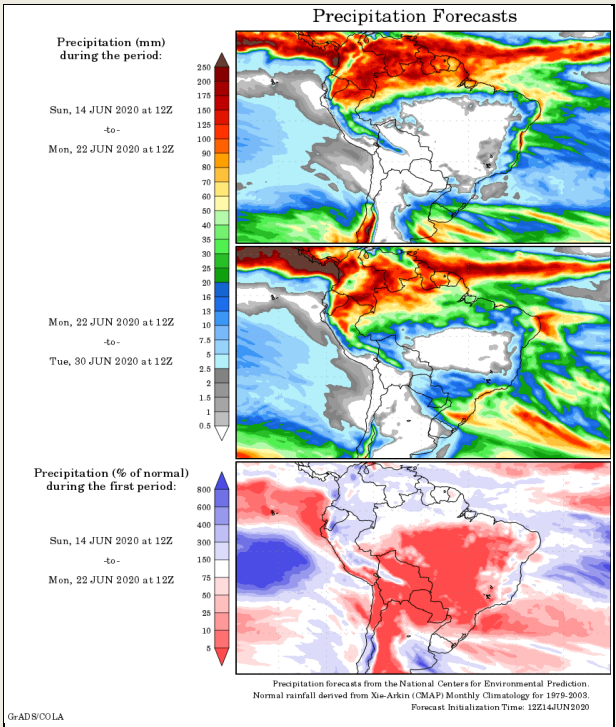 Precipitation Forecasts
Precipitation (mm)
during the period:
Sun, 14 JUN 2020 at 12Z
-to-
Mon, 22 JUN 2020 at 12Z
250
200
175
150
125
100
90
80
70
60
50
40
35
30
25
20
16
13
10
7.5
5
2.5
2
1.5
1
0.5
Mon, 22 JUN 2020 at 12Z
-to-
Tue, 30 JUN 2020 at 12Z
Precipitation (% of normal)
during the first period:
Sun, 14 JUN 2020 at 12Z
-to-
Mon, 22 JUN 2020 at 12Z
800
600
400
300
150
75
50
25
10
5
Precipitation forecasts from the National Centers for Environmental Prediction.
Normal rainfall derived from Xie-Arkin (CMAP) Monthly Climatology for 1979-2003.
Forecast Initialization Time: 12Z14JUN2020
GrADS/COLA